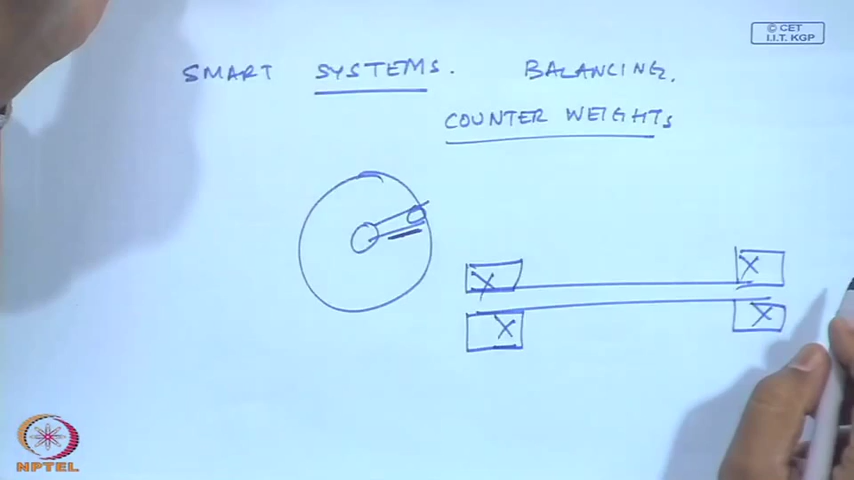 © CET
I.I.T. KGP
SMART SYSTEMS. BALANCING.
COUNTER WEIGHTS
NPTEL